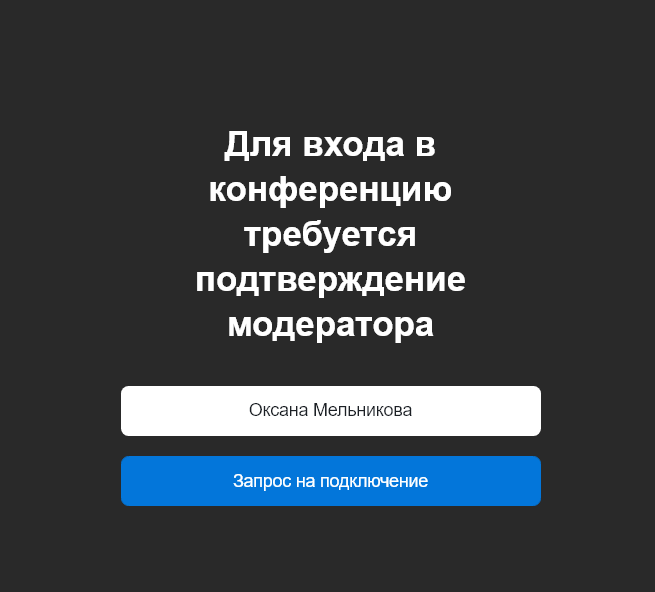 Для входа в
конференцию
требуется
подтверждение
модератора
Оксана Мельникова
Запрос на подключение